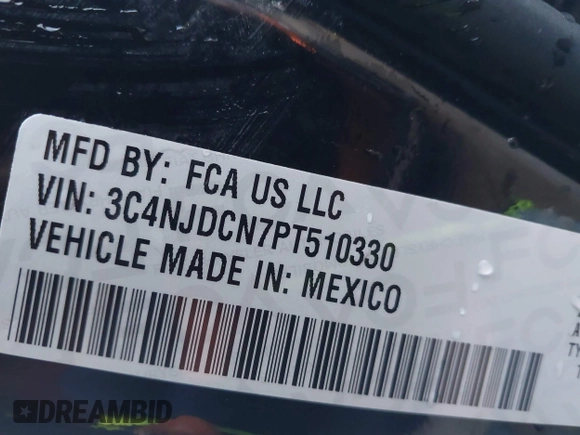 MFD BY: FCA US LLC
VIN: 3C4NJDCN7PT510330
VEHICLE MADE IN: MEXICO
DREAMBID